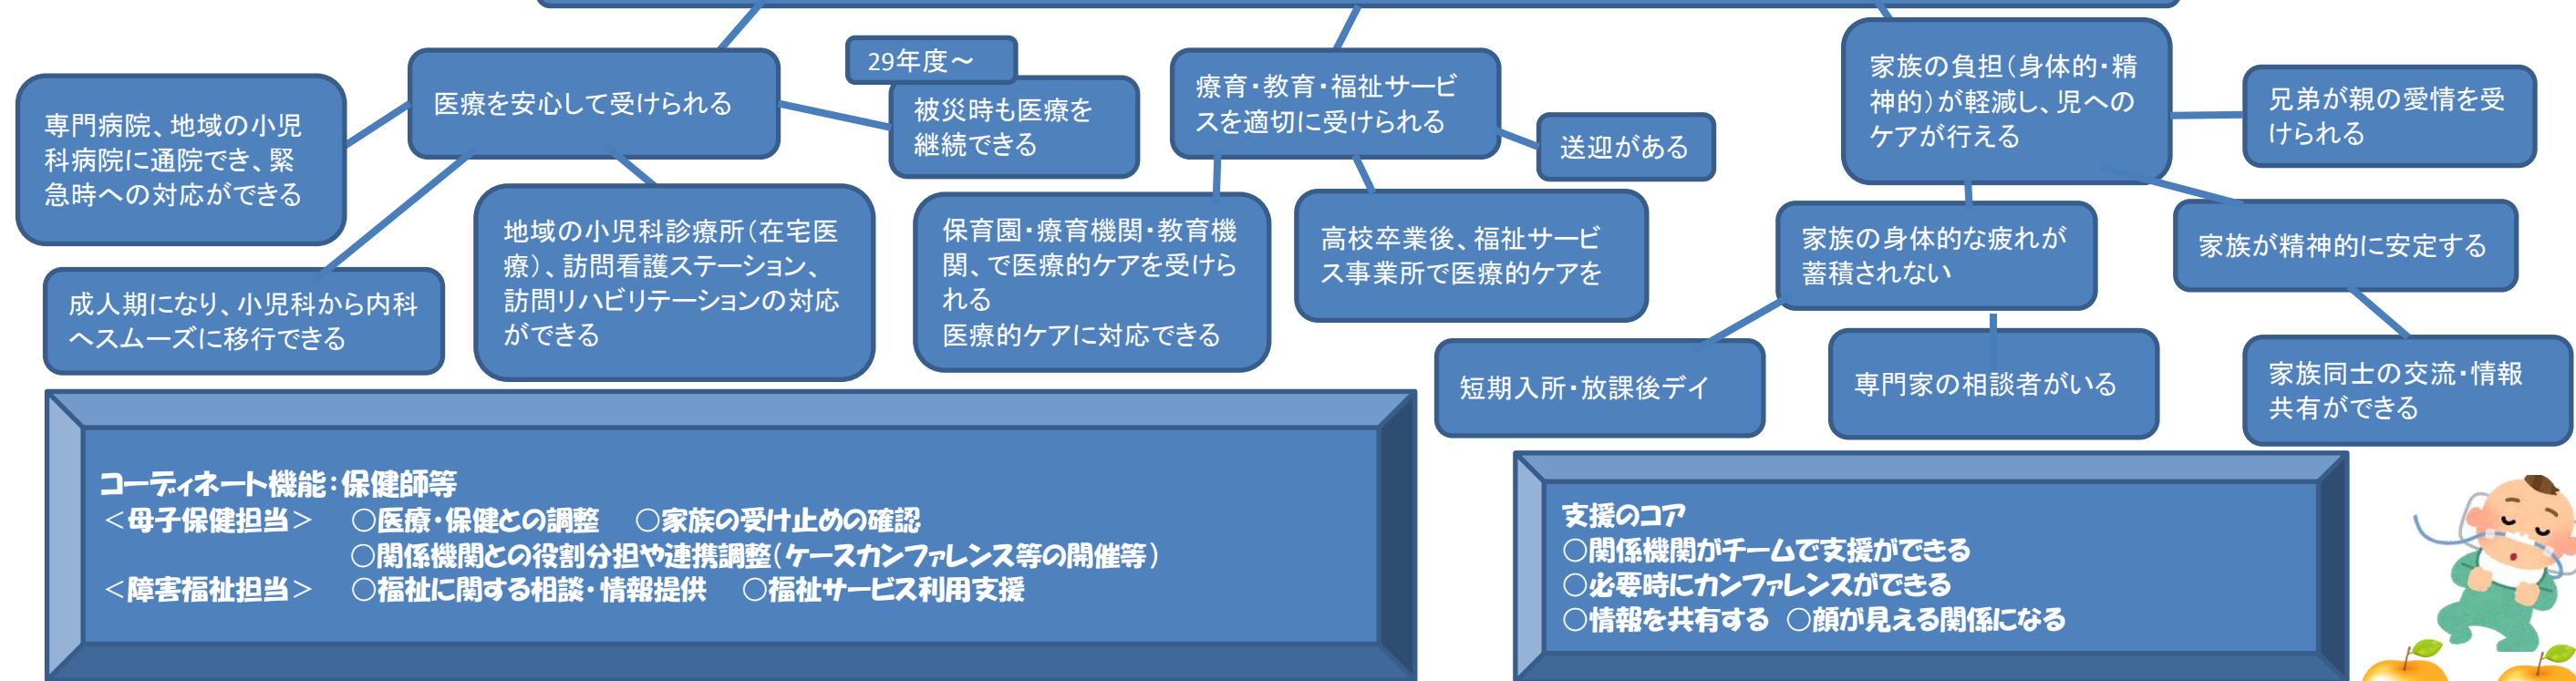 専門病院、地域の小児
科病院に通院でき、緊
急時への対応ができる
医療を安心して受けられる
29年度～
被災時も医療を
継続できる
成人期になり、小児科から内科
へスムーズに移行できる
地域の小児科診療所（在宅医
療）、訪問看護ステーション、
訪問リハビリテーションの対応
ができる
療育・教育・福祉サービ
スを適切に受けられる
送迎がある
保育園・療育機関・教育機
関、で医療的ケアを受けら
れる
医療的ケアに対応できる
高校卒業後、福祉サービ
ス事業所で医療的ケアを
家族の負担（身体的・精
神的）が軽減し、児への
ケアが行える
兄弟が親の愛情を受
けられる
家族の身体的な疲れが
蓄積されない
家族が精神的に安定する
短期入所・放課後デイ
専門家の相談者がいる
家族同士の交流・情報
共有ができる
コーディネート機能：保健師等
＜母子保健担当＞　○医療・保健との調整　○家族の受け止めの確認
○関係機関との役割分担や連携調整（ケースカンファレンス等の開催等）
＜障害福祉担当＞　○福祉に関する相談・情報提供　○福祉サービス利用支援
支援のコア
○関係機関がチームで支援ができる
○必要時にカンファレンスができる
○情報を共有する　○顔が見える関係になる